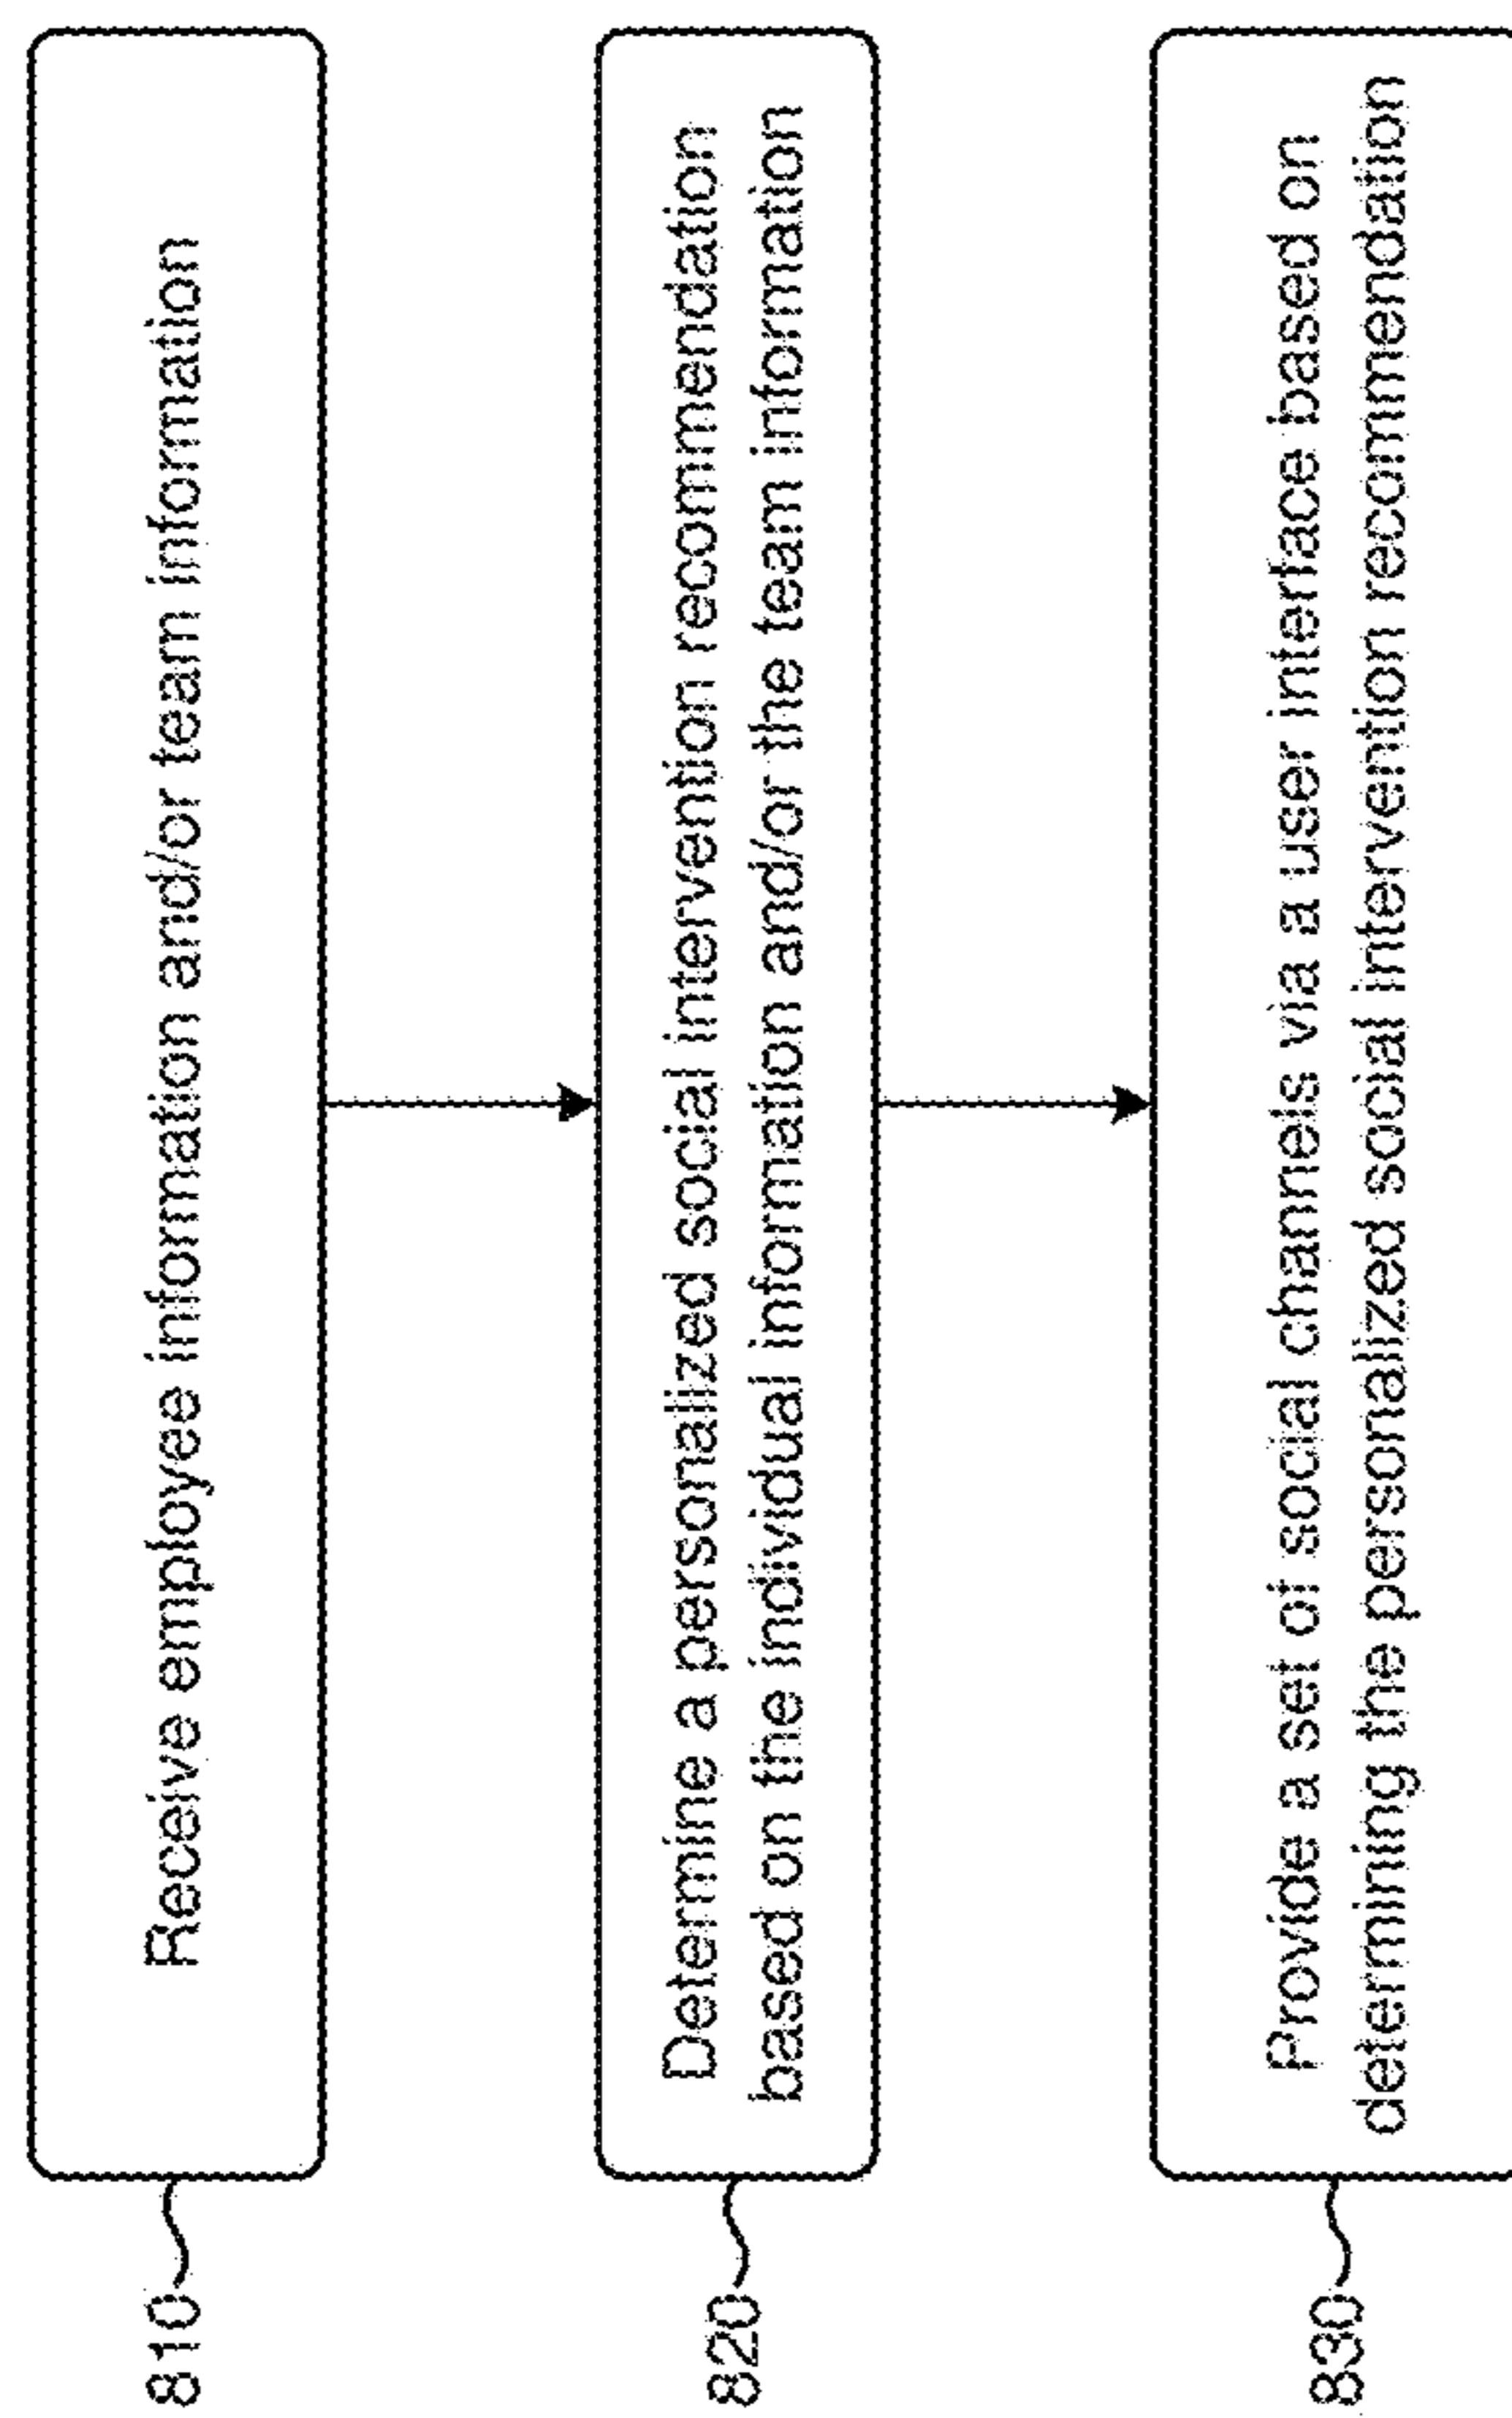 810
Receive employee information and/or team information
820
Determine a personalized social intervention recommendation
based on the individual information and/or the team information
830
Provide a set of social channels via a user interface based on
determining the personalized social intervention recommendation